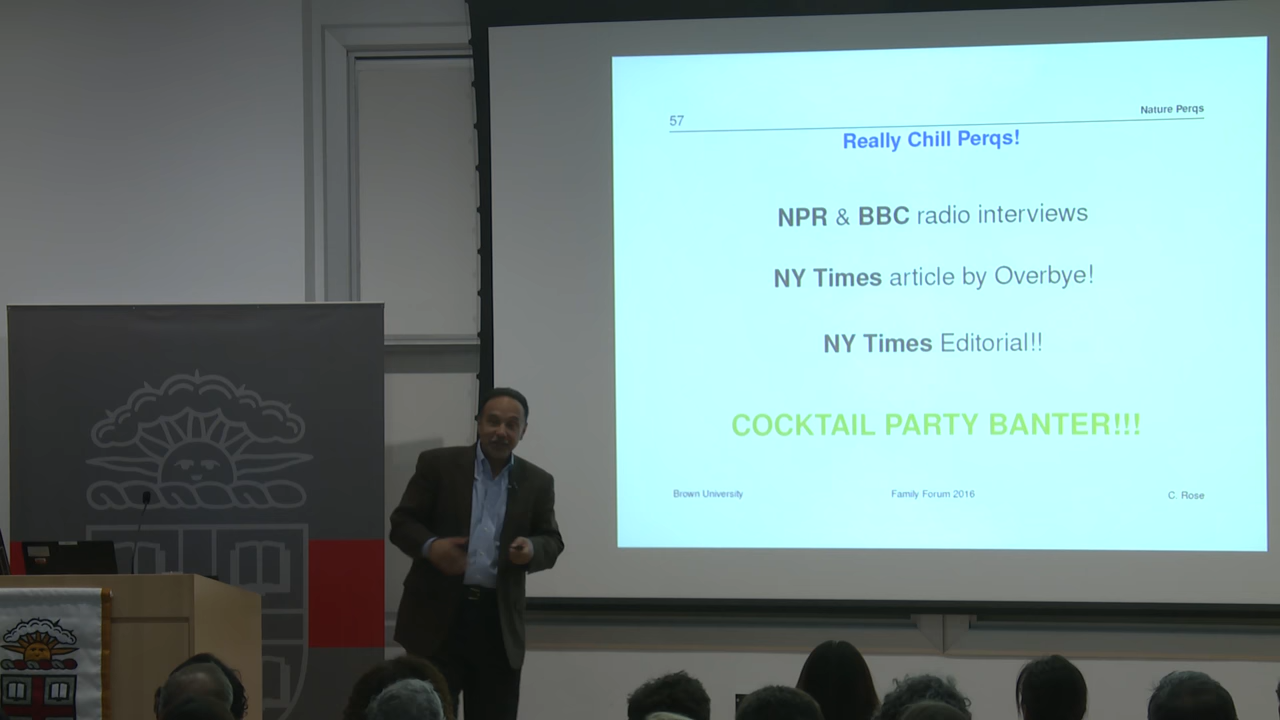 57
Nature Perqs
Really Chill Perqs!
NPR & BBC radio interviews
NY Times article by Overbye!
NY Times Editorial!!
COCKTAIL PARTY BANTER!!!
Brown University
Family Forum 2016
C. Rose